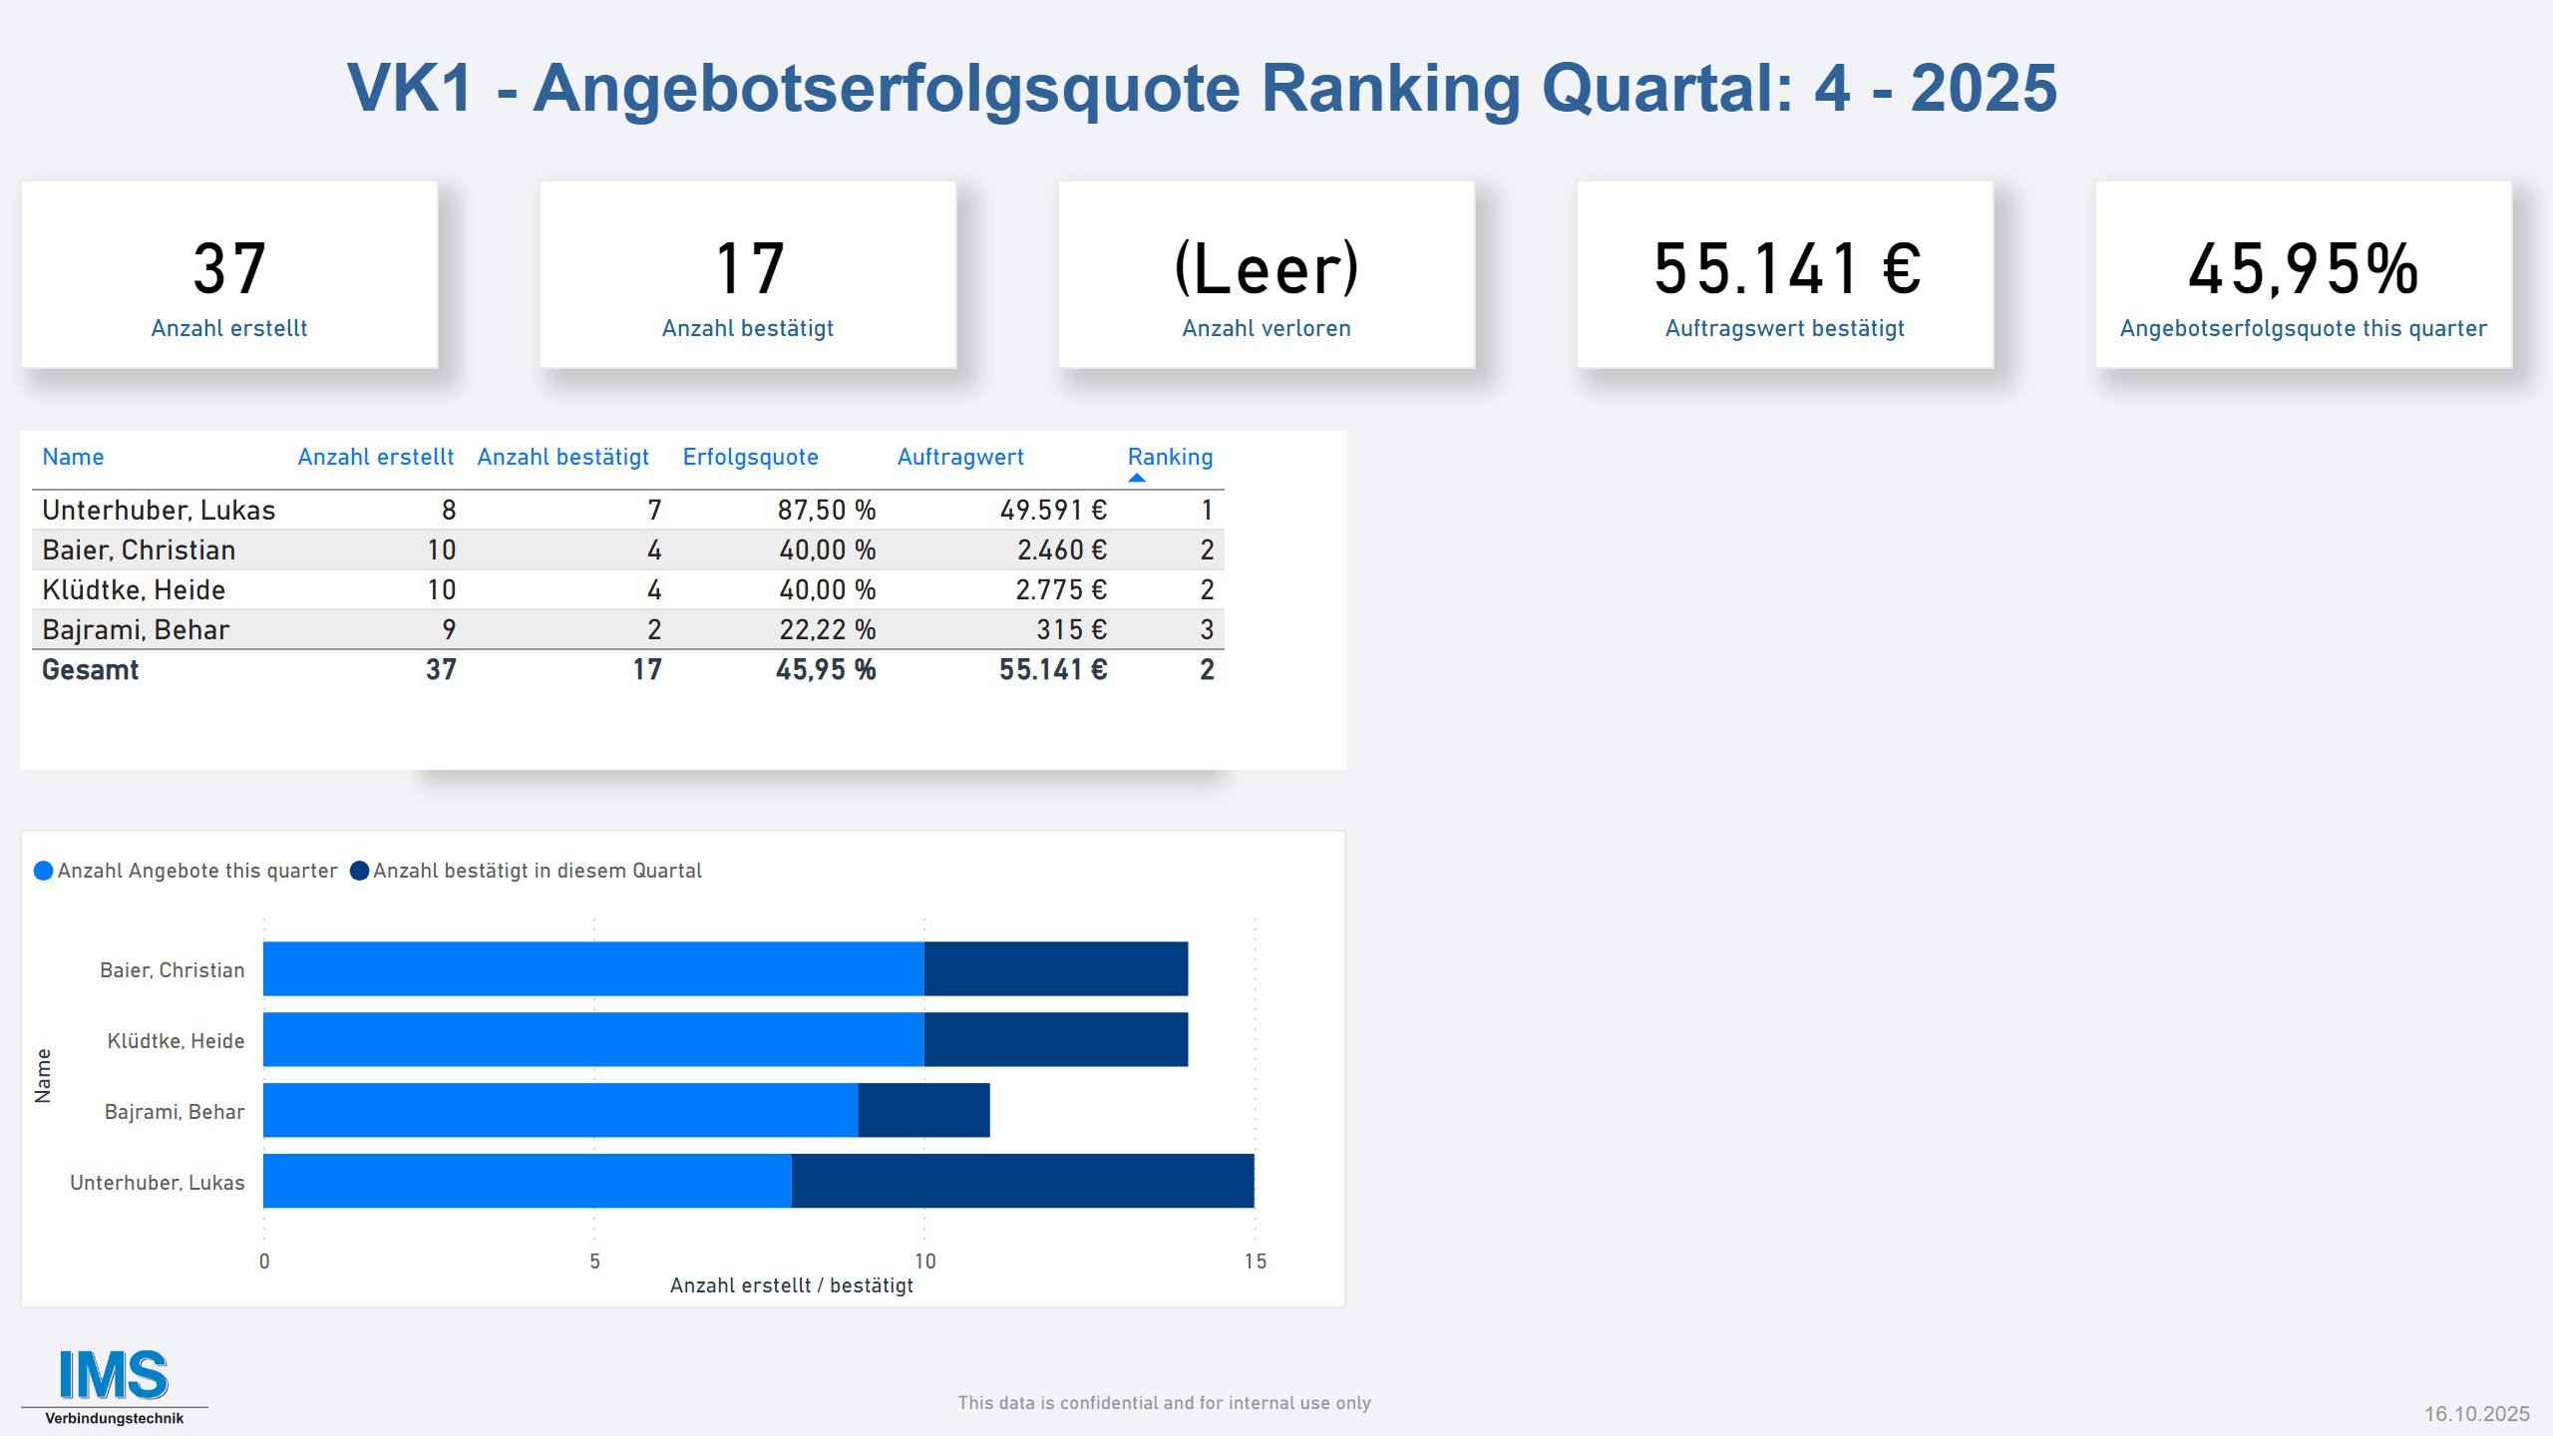 VK1 - Angebotserfolgsquote Ranking Quartal: 4 - 2025
37
Anzahl erstellt
17
Anzahl bestätigt
(Leer)
Anzahl verloren
55.141 €
Auftragswert bestätigt
45,95%
Angebotserfolgsquote this quarter
Name Anzahl erstellt Anzahl bestätigt Erfolgsquote Auftragwert Ranking
Unterhuber, Lukas 8 7 87,50 % 49.591 € 1
Baier, Christian 10 4 40,00 % 2.460 € 2
Klüdtke, Heide 10 4 40,00 % 2.775 € 2
Bajrami, Behar 9 2 22,22 % 315 € 3
Gesamt 37 17 45,95 % 55.141 € 2
Anzahl Angebote this quarter Anzahl bestätigt in diesem Quartal
Name
Baier, Christian
Klüdtke, Heide
Bajrami, Behar
Unterhuber, Lukas
0 5 10 15
Anzahl erstellt / bestätigt
IMS
Verbindungstechnik
This data is confidential and for internal use only
16.10.2025